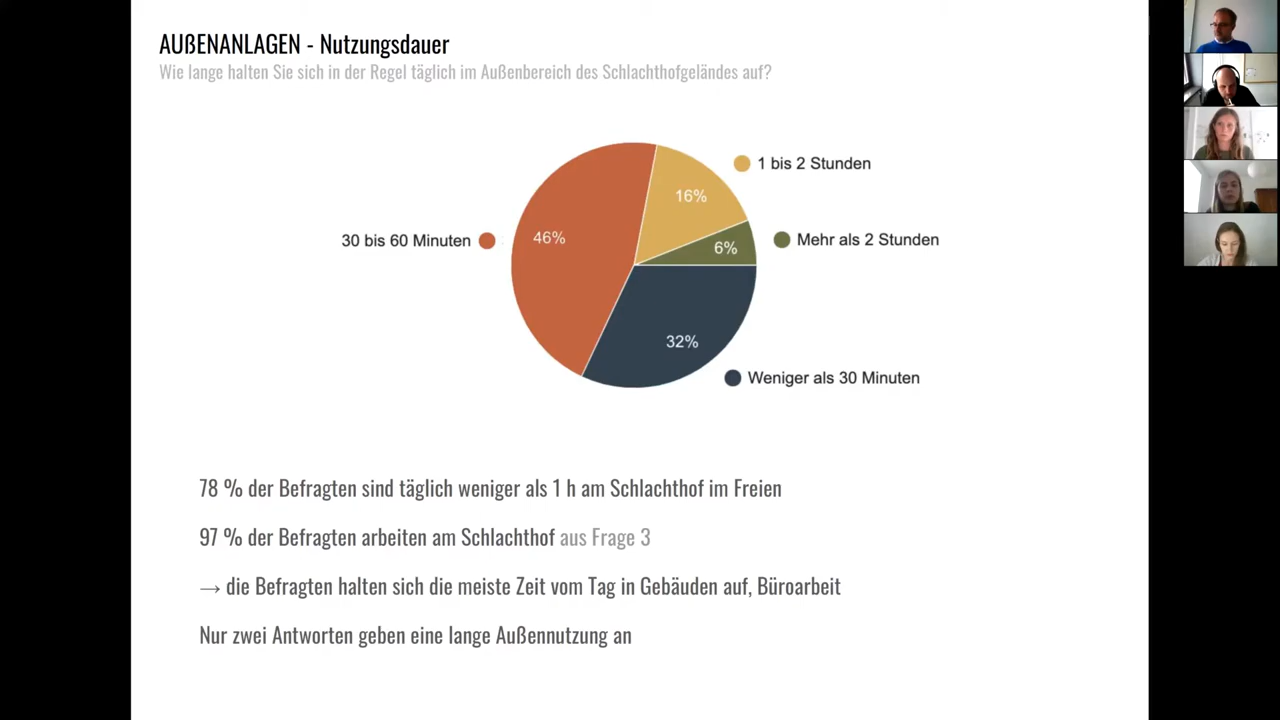 AUßENANLAGEN - Nutzungsdauer
Wie lange halten Sie sich in der Regel täglich im Außenbereich des Schlachthofgeländes auf?
1 bis 2 Stunden
16%
30 bis 60 Minuten
46%
Mehr als 2 Stunden
6%
32%
Weniger als 30 Minuten
78 % der Befragten sind täglich weniger als 1 h am Schlachthof im Freien
97 % der Befragten arbeiten am Schlachthof aus Frage 3
→ die Befragten halten sich die meiste Zeit vom Tag in Gebäuden auf, Büroarbeit
Nur zwei Antworten geben eine lange Außennutzung an